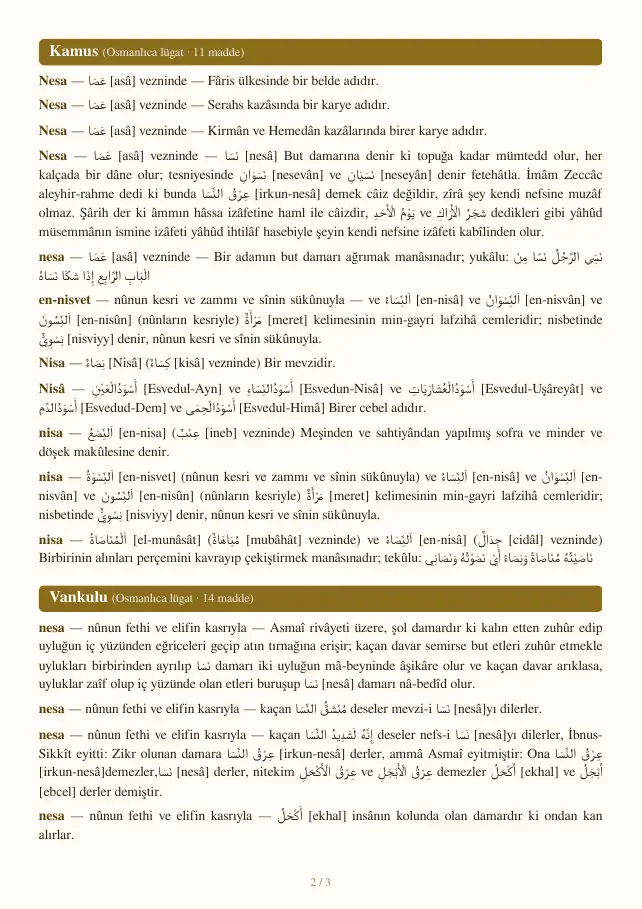 Kamus (Osmanlıca lügat · 11 madde)
Nesa — عَصَا [asâ] vezninde — Fâris ülkesinde bir belde adıdır.
Nesa — عَصَا [asâ] vezninde — Serahs kazâsında bir karye adıdır.
Nesa — عَصَا [asâ] vezninde — Kirmân ve Hemedân kazâlarında birer karye adıdır.
Nesa — عَصَا [asâ] vezninde — نَسَا [nesâ] But damarına denir ki topuğa kadar mümtedd olur, her
kalçada bir dâne olur; tesniyesinde نَسَوَانِ [nesevân] ve نَسَيَانِ [neseyân] denir fetehâtla. İmâm Zeccâc
aleyhir-rahme dedi ki bunda عِرْقُ النَّسَا [irkun-nesâ] demek câiz değildir, zîrâ şey kendi nefsine muzâf
olmaz. Şârih der ki âmmın hâssa izâfetine haml ile câizdir, يَوْمُ الْأَحَدِ ve شَجَرُ الْأَرَاكِ dedikleri gibi yâhûd
müsemmânın ismine izâfeti yâhûd ihtilâf hasebiyle şeyin kendi nefsine izâfeti kabîlinden olur.
nesa — عَصَا [asâ] vezninde — Bir adamın but damarı ağrımak manâsınadır; yukâlu: نَسِيَ الرَّجُلُ نَسًا مِنَ
الْبَابِ الرَّابِعِ إِذَا شَكَا نَسَاهُ
en-nisvet — nûnun kesri ve zammı ve sînin sükûnuyla — ve اَلنِّسَاءُ [en-nisâ] ve اَلنِّسْوَانُ [en-nisvân] ve
اَلنِّسُونَ [en-nisûn] (nûnların kesriyle) مَرْأَةٌ [meret] kelimesinin min-gayri lafzihâ cemleridir; nisbetinde
نِسْوِيٌّ [nisviyy] denir, nûnun kesri ve sînin sükûnuyla.
Nisa — نِسَاءٌ [Nisâ] (كِسَاءٌ [kisâ] vezninde) Bir mevzidir.
Nisâ — أَسْوَدُالْعَيْنِ [Esvedul-Ayn] ve أَسْوَدُالنِّسَاءِ [Esvedun-Nisâ] ve أَسْوَدُالْعُشَارَيَاتِ [Esvedul-Uşâreyât] ve
أَسْوَدُالدَّمِ [Esvedud-Dem] ve أَسْوَدُالْحِمَى [Esvedul-Himâ] Birer cebel adıdır.
nisa — اَلنِّصَعُ [en-nisa] (عِنَبٌ [ineb] vezninde) Meşinden ve sahtiyândan yapılmış sofra ve minder ve
döşek makûlesine denir.
nisa — اَلنِّسْوَةُ [en-nisvet] (nûnun kesri ve zammı ve sînin sükûnuyla) ve اَلنِّسَاءُ [en-nisâ] ve اَلنِّسْوَانُ [en-
nisvân] ve اَلنِّسُونَ [en-nisûn] (nûnların kesriyle) مَرْأَةٌ [meret] kelimesinin min-gayri lafzihâ cemleridir;
nisbetinde نِسْوِيٌّ [nisviyy] denir, nûnun kesri ve sînin sükûnuyla.
nisa — اَلْمُنَاصَاةُ [el-munâsât] (مُبَاهَاةٌ [mubâhât] vezninde) ve اَلنِّصَاءُ [en-nisâ] (جِدَالٌ [cidâl] vezninde)
Birbirinin alınları perçemini kavrayıp çekiştirmek manâsınadır; tekûlu: نَاصَيْتُهُ مُنَاصَاةً وَنِصَاءً أَيْ نَصَوْتُهُ وَنَصَانِى
Vankulu (Osmanlıca lügat · 14 madde)
nesa — nûnun fethi ve elifin kasrıyla — Asmaî rivâyeti üzere, şol damardır ki kalın etten zuhûr edip
uyluğun iç yüzünden eğriceleri geçip atın tırnağına erişir; kaçan davar semirse but etleri zuhûr etmekle
uylukları birbirinden ayrılıp نَسَا damarı iki uyluğun mâ-beyninde âşikâre olur ve kaçan davar arıklasa,
uyluklar zaîf olup iç yüzünde olan etleri buruşup نَسَا [nesâ] damarı nâ-bedîd olur.
nesa — nûnun fethi ve elifin kasrıyla — kaçan مُنْشَقُّ النَّسَا deseler mevzi-i نَسَا [nesâ]yı dilerler.
nesa — nûnun fethi ve elifin kasrıyla — kaçan إِنَّهُ لَشَدِيدُ النَّسَا deseler nefs-i نَسَا [nesâ]yı dilerler, İbnus-
Sikkît eyitti: Zikr olunan damara عِرْقُ النَّسَا [irkun-nesâ] derler, ammâ Asmaî eyitmiştir: Ona عِرْقُ النَّسَا
[irkun-nesâ]demezler,نَسَا [nesâ] derler, nitekim عِرْقُ الْأَكْحَلِ ve عِرْقُ الْأَبْجَلِ demezler أَكْحَلُ [ekhal] ve أَبْجَلُ
[ebcel] derler demiştir.
nesa — nûnun fethi ve elifin kasrıyla — أَكْحَلُ [ekhal] insânın kolunda olan damardır ki ondan kan
alırlar.
2 / 3